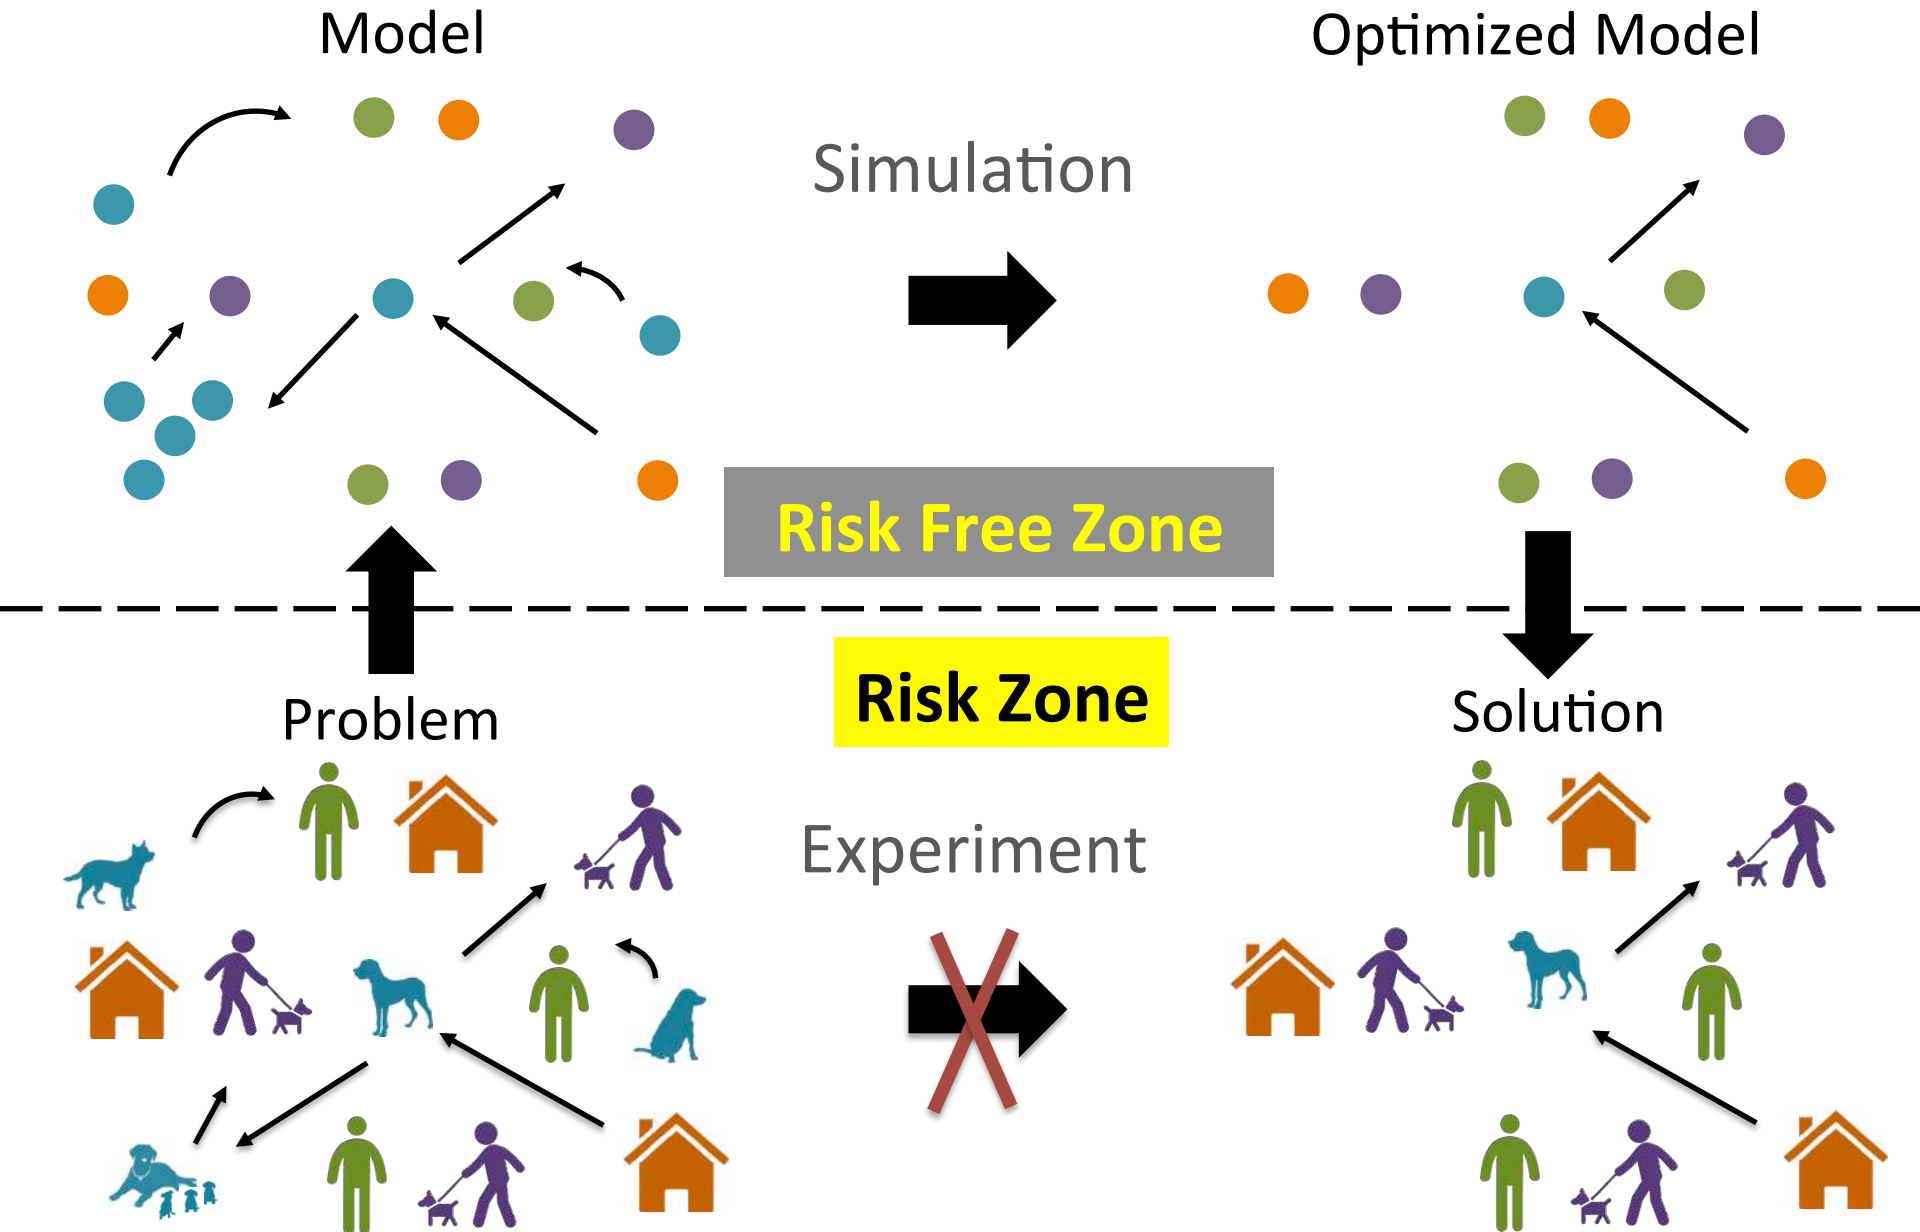 Model
Optimized Model
Simulation
Risk Free Zone
Risk Zone
Problem
Solution
Experiment